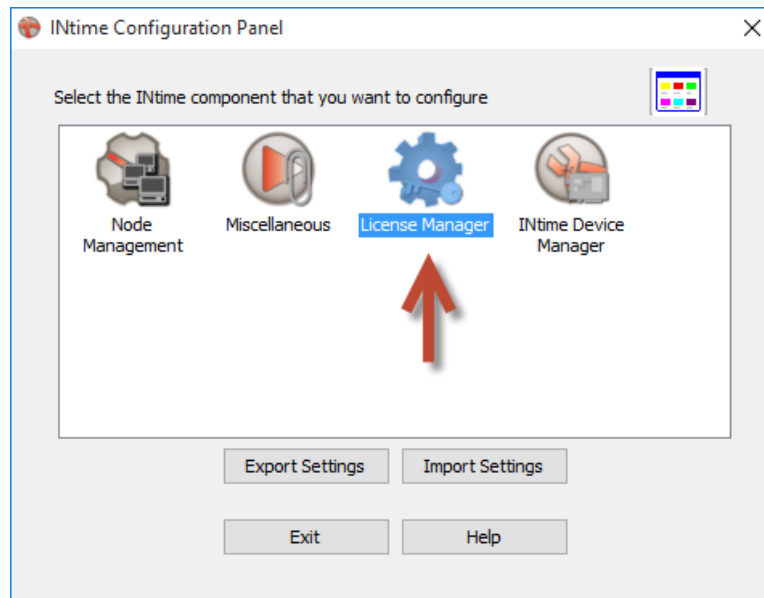 INtime Configuration Panel
Select the INtime component that you want to configure
Node
Management
Miscellaneous
License Manager
INtime Device
Manager
Export Settings
Import Settings
Exit
Help